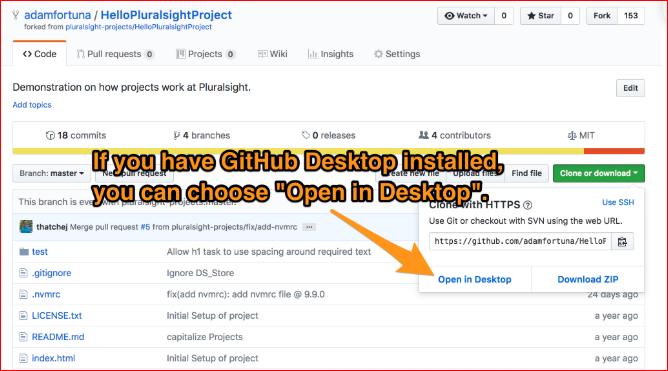 adamfortuna / HelloPluralsightProject
forked from pluralsight-projects/HelloPluralsightProject
Watch 0 Star 0 Fork 153
Code Pull requests 0 Projects 0 Wiki Insights Settings
Demonstration on how projects work at Pluralsight. Edit
Add topics
18 commits 4 branches 0 releases 4 contributors MIT
If you have GitHub Desktop installed,
you can choose "Open in Desktop".
Branch: master New pull request Create new file Upload files Find file Clone or download
This branch is even with pluralsight-projects:master.
thatchej Merge pull request #5 from pluralsight-projects/fix/add-nvmrc ...
Clone with HTTPS Use SSH
Use Git or checkout with SVN using the web URL.
https://github.com/adamfortuna/HelloP
Open in Desktop Download ZIP
test Allow h1 task to use spacing around required text
.gitignore Ignore DS_Store
.nvmrc fix(add nvmrc): add nvmrc file @ 9.9.0 24 days ago
LICENSE.txt Initial Setup of project a year ago
README.md capitalize Projects a year ago
index.html Initial Setup of project a year ago